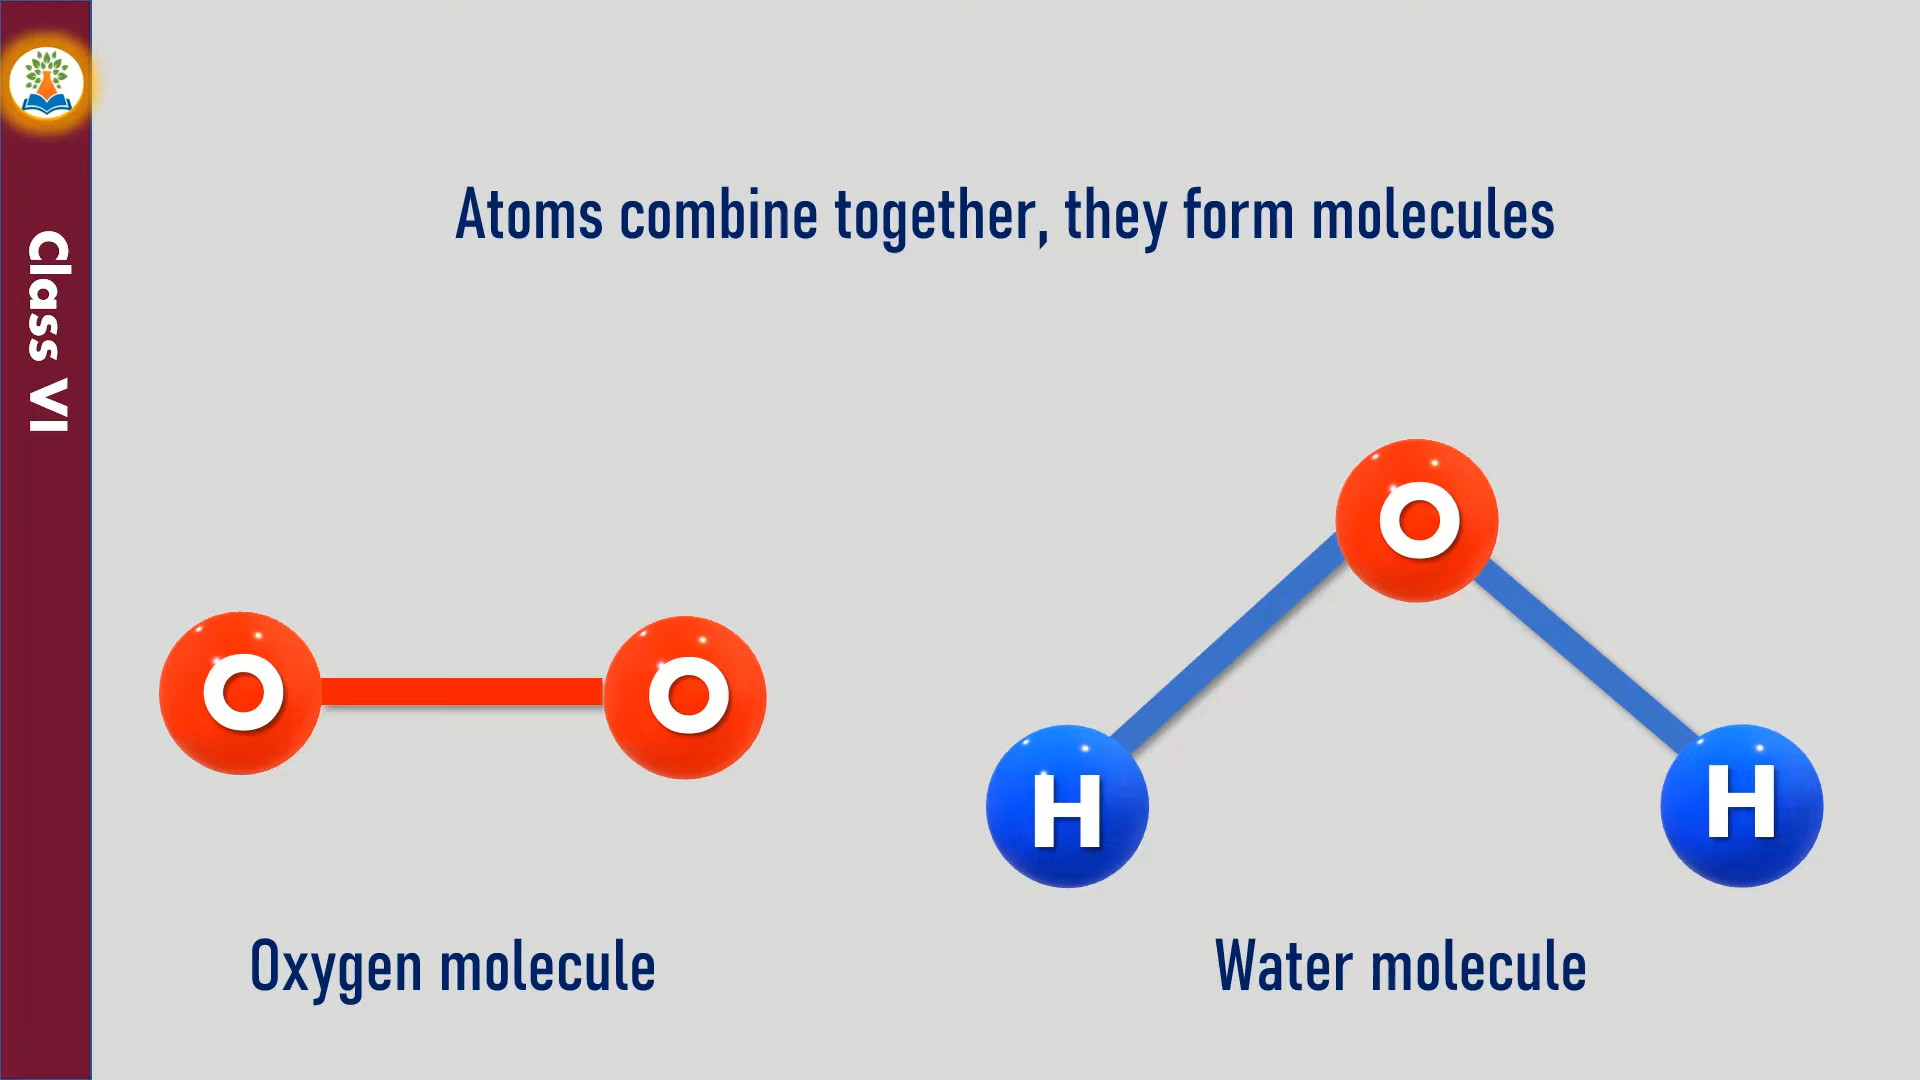 Class VI
Atoms combine together, they form molecules
O
O
O
H
H
Oxygen molecule
Water molecule